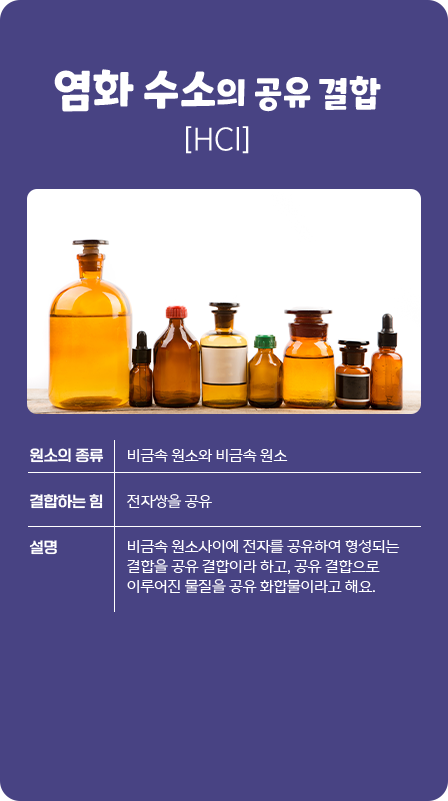 염화 수소의 공유 결합
[HCl]
원소의 종류 비금속 원소와 비금속 원소
결합하는 힘 전자쌍을 공유
설명 비금속 원소사이에 전자를 공유하여 형성되는
결합을 공유 결합이라 하고, 공유 결합으로
이루어진 물질을 공유 화합물이라고 해요.